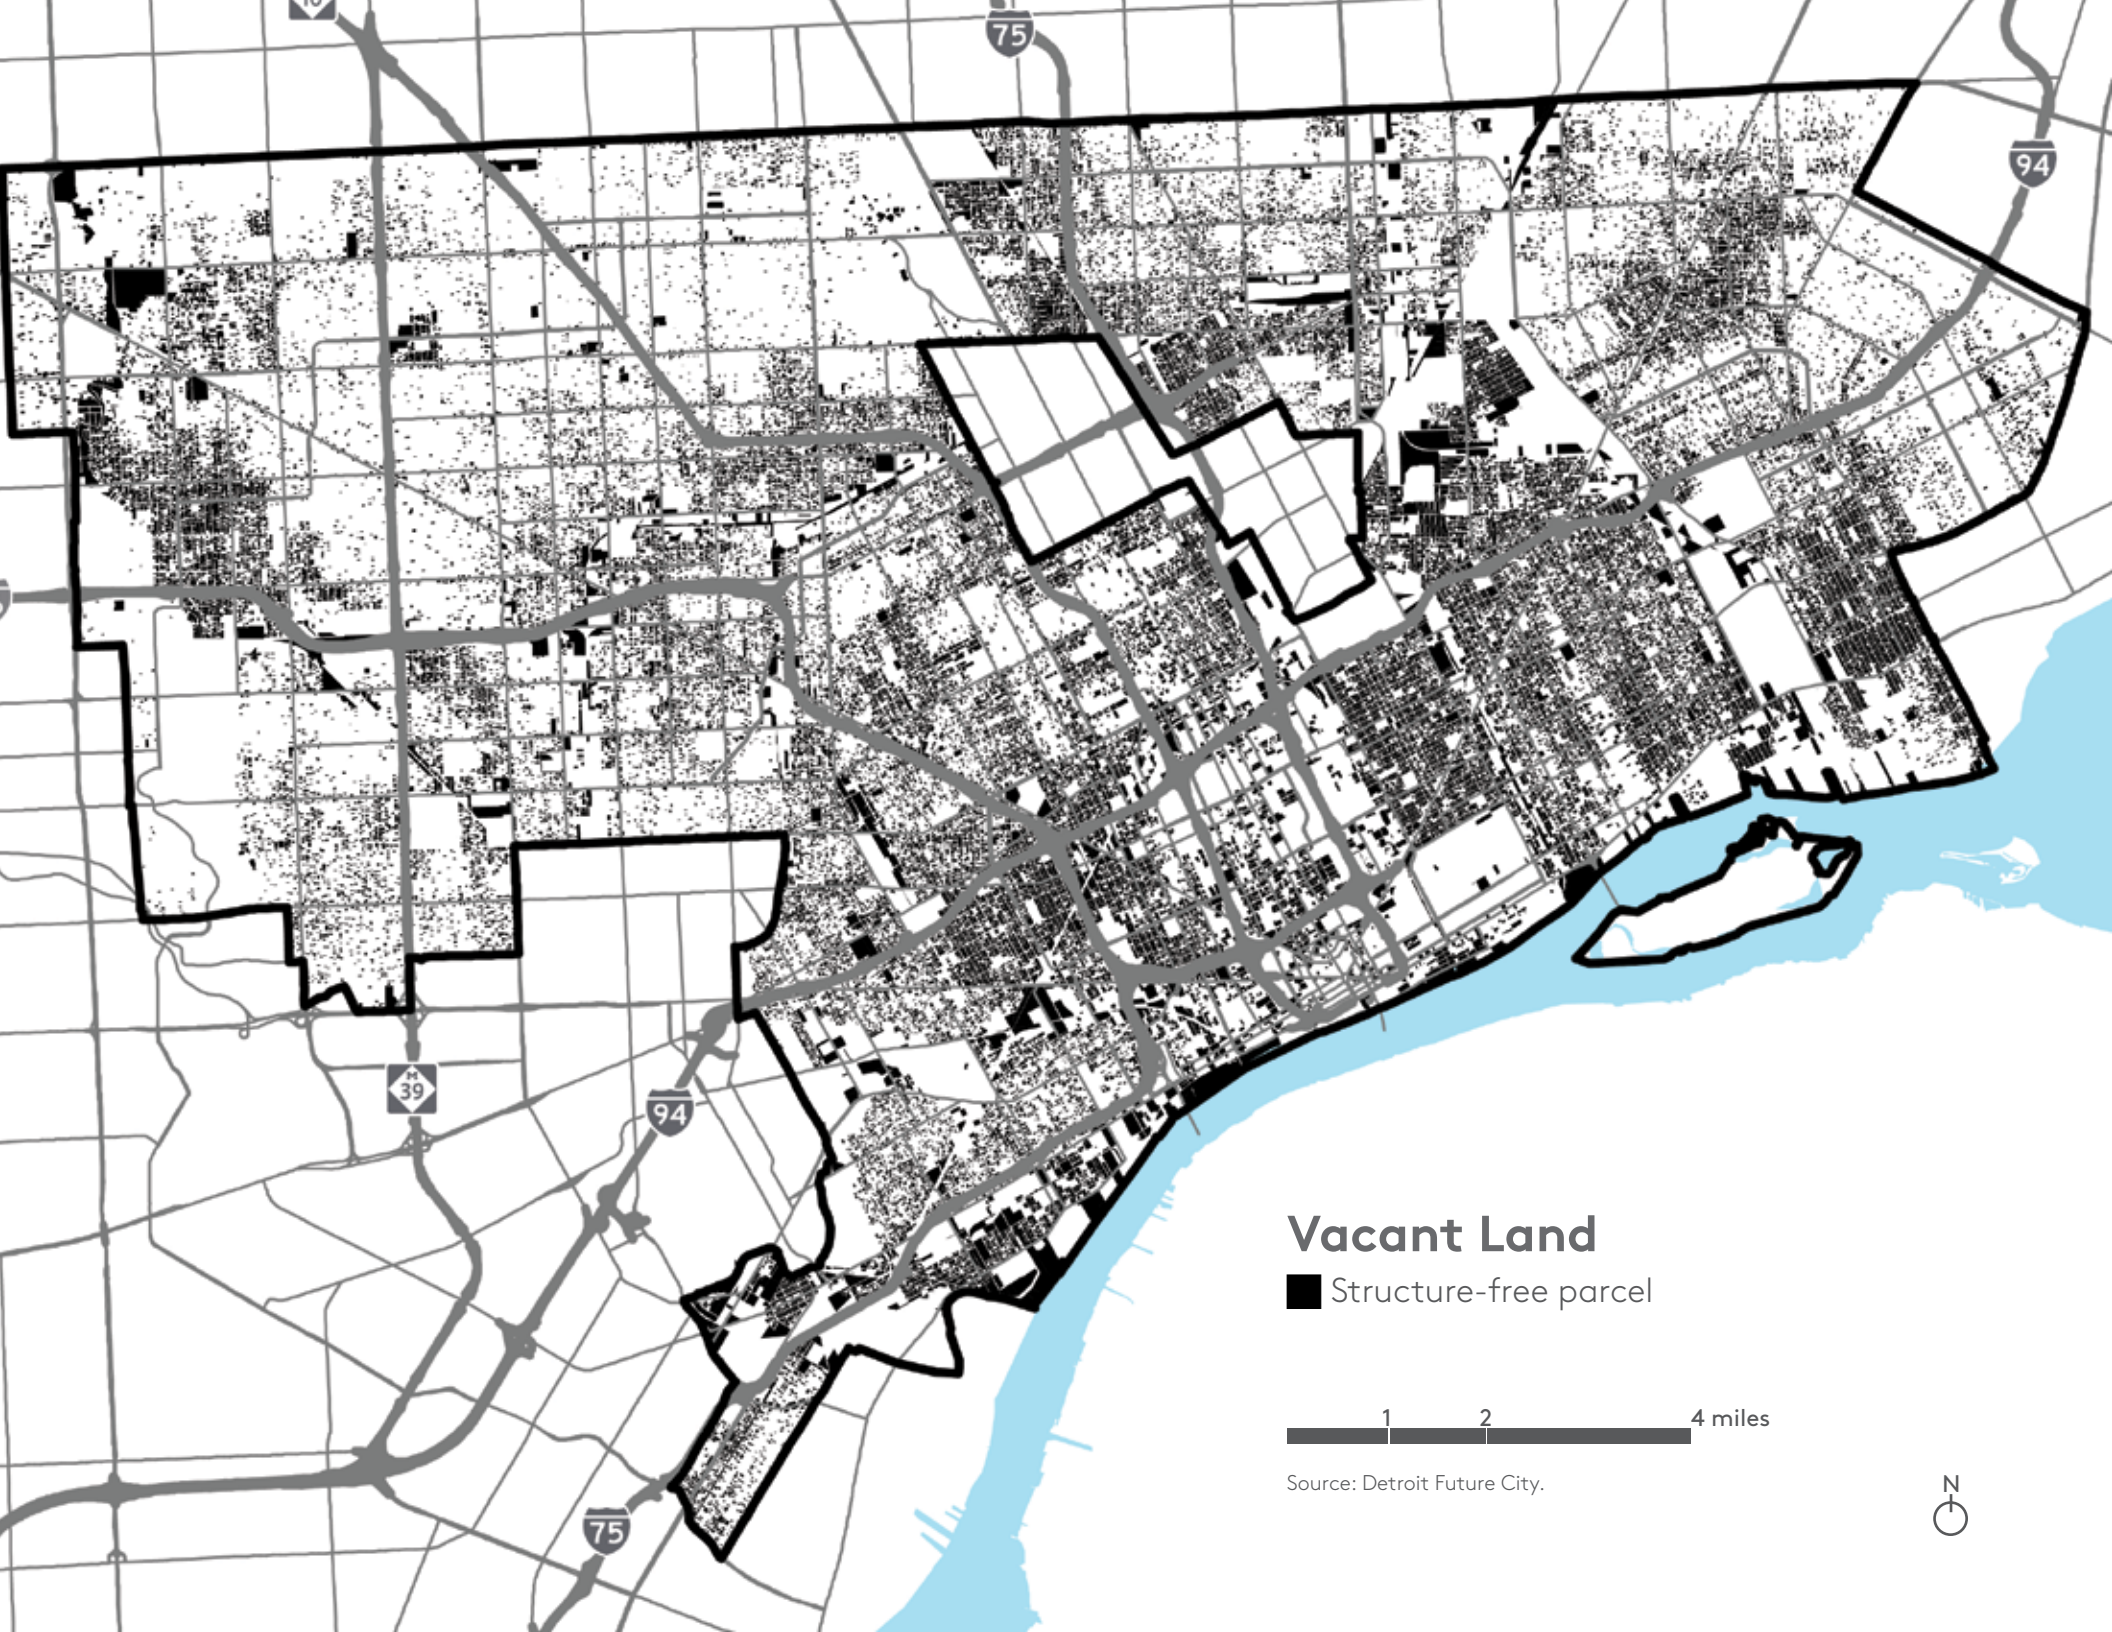 75
94
M
39
94
75
Vacant Land
Structure-free parcel
1 2 4 miles
Source: Detroit Future City.
N